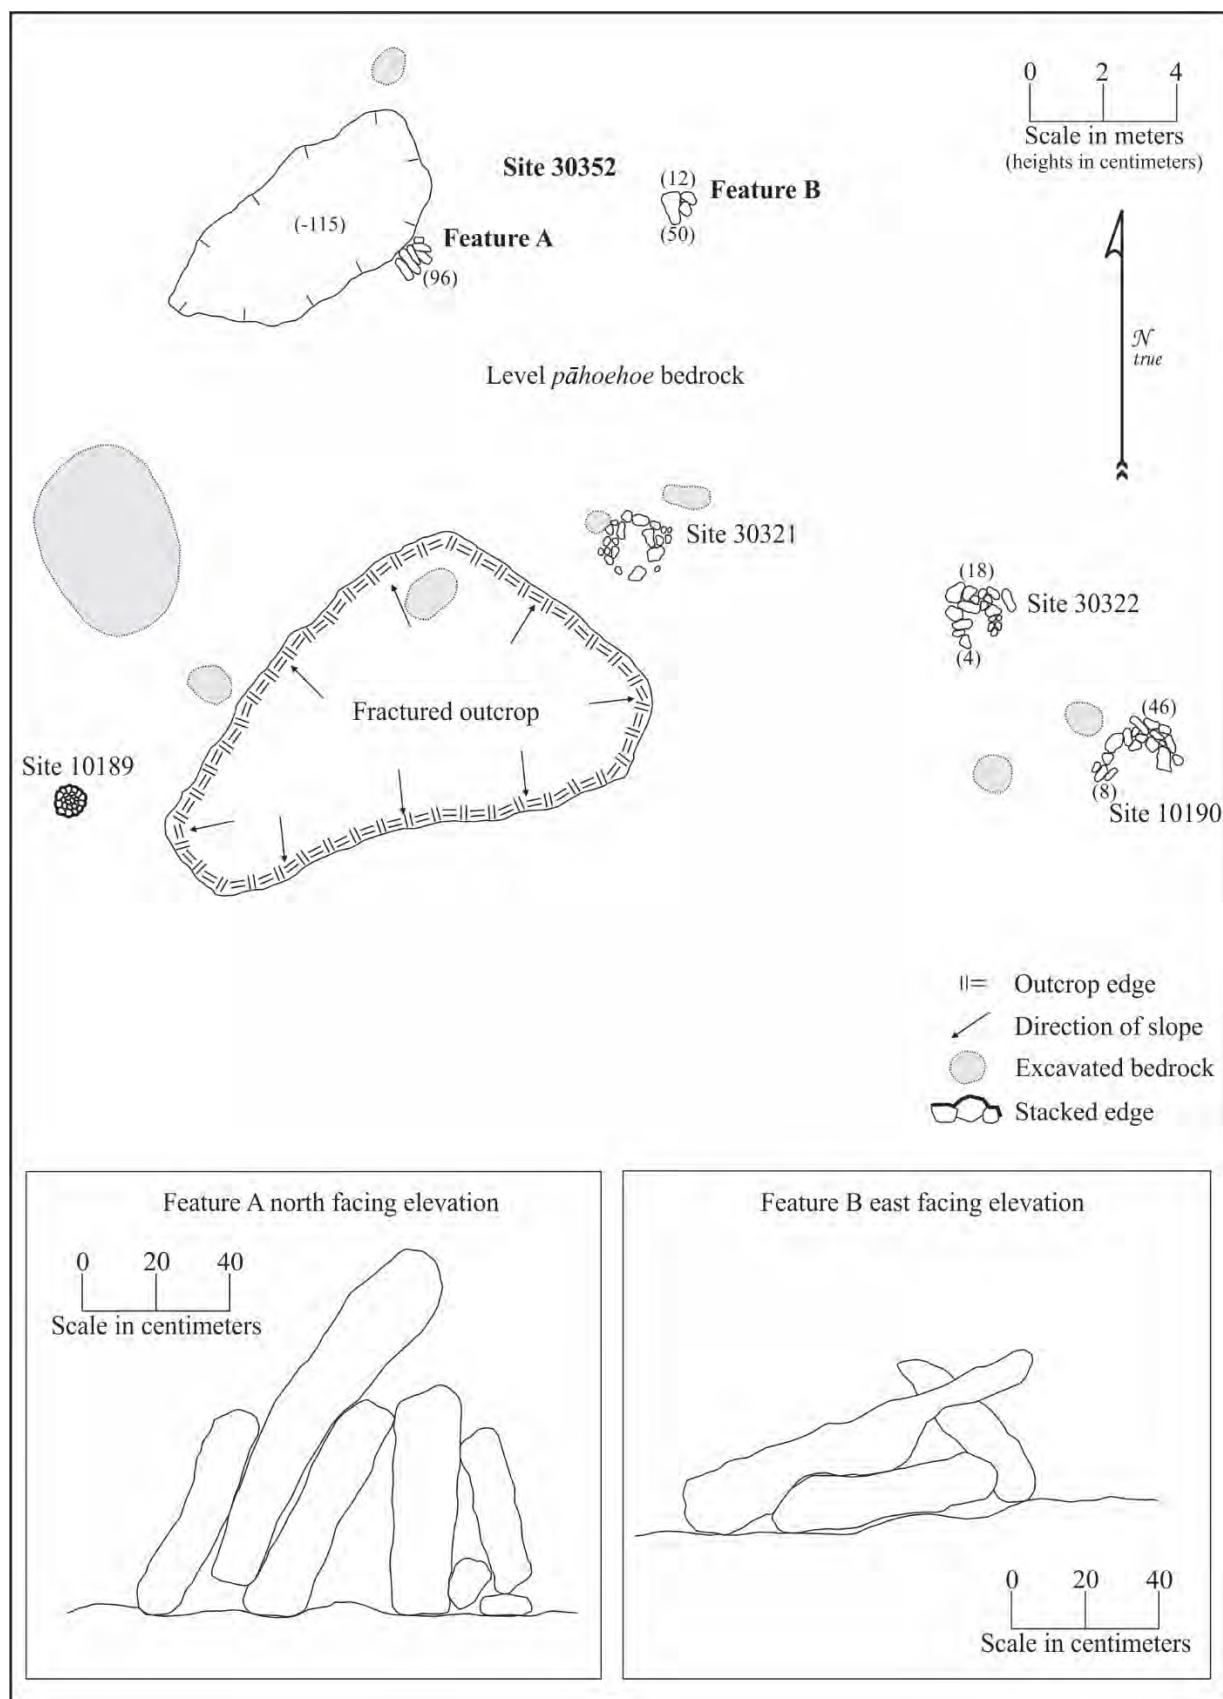 0 2 4
Scale in meters
(heights in centimeters)
Site 30352
(12)
Feature B
(50)
(-115)
Feature A
(96)
N
true
Level pāhoehoe bedrock
Site 30321
(18)
Site 30322
(4)
Fractured outcrop
(46)
Site 10189
(8)
Site 10190
Outcrop edge
Direction of slope
Excavated bedrock
Stacked edge
Feature A north facing elevation
0 20 40
Scale in centimeters
Feature B east facing elevation
0 20 40
Scale in centimeters